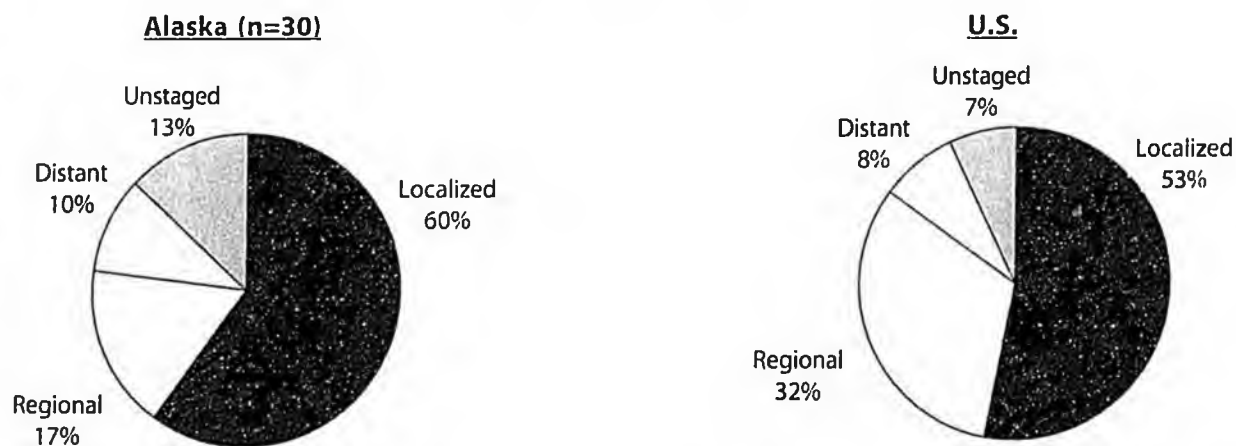 Alaska (n=30)
Unstaged
13%
Distant
10%
Localized
60%
Regional
17%
U.S.
Unstaged
7%
Distant
8%
Localized
53%
Regional
32%